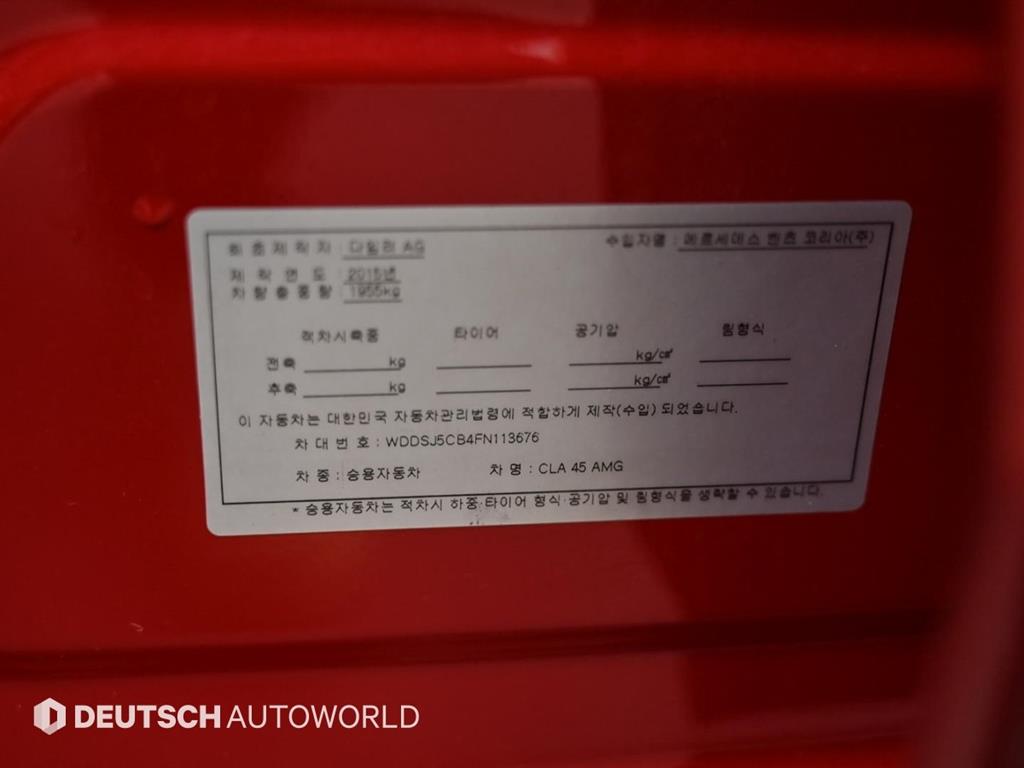 최초제작자 : 다임러 AG
수입자명 : 메르세데스 벤츠 코리아(주)
제 작 연 도 : 2015년
차 량 총 중 량 : 1955kg
적차시축중 타이어 공기압 림형식
전축 kg kg/㎠
추축 kg kg/㎠
이 자동차는 대한민국 자동차관리법령에 적합하게 제작(수입) 되었습니다.
차 대 번 호 : WDDSJ5CB4FN113676
차 종 : 승용자동차 차 명 : CLA 45 AMG
* 승용자동차는 적차시 하중·타이어 형식·공기압 및 림형식을 생략할 수 있습니다.
DEUTSCH AUTOWORLD